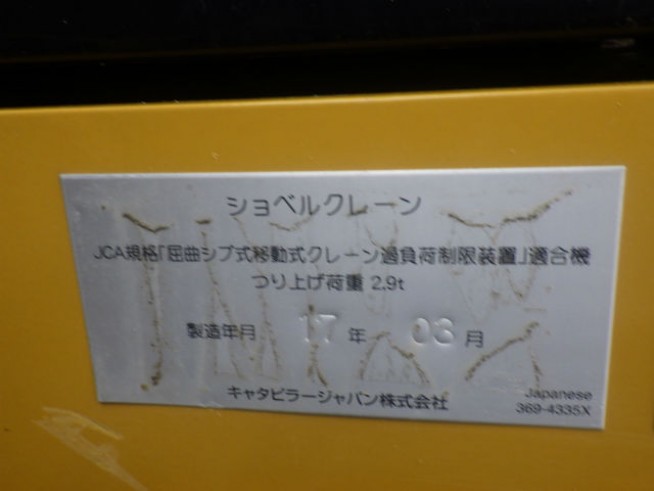 ショベルクレーン
JCA規格「屈曲ジブ式移動式クレーン過負荷制限装置」適合機
つり上げ荷重 2.9t
製造年月 17 年 03 月
キャタピラージャパン株式会社
Japanese
369-4335X